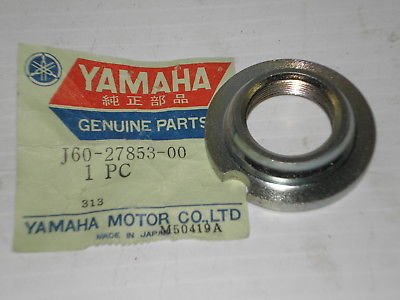 YAMAHA
純正部品
GENUINE PARTS
J60-27853-00
1 PC
313
YAMAHA MOTOR CO.,LTD
MADE IN JAPAN
M50419A